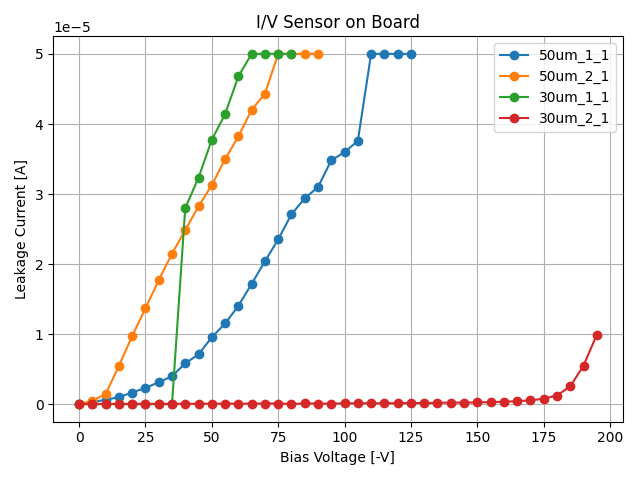 I/V Sensor on Board
1e−5
5
4
3
2
1
0
Leakage Current [A]
50um_1_1
50um_2_1
30um_1_1
30um_2_1
0 25 50 75 100 125 150 175 200
Bias Voltage [-V]